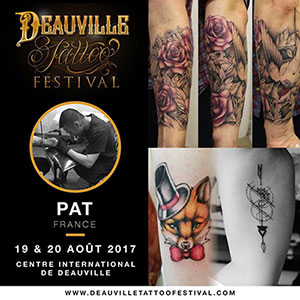 DEAUVILLE
Tattoo
FESTIVAL
PAT
FRANCE
19 & 20 AOÛT 2017
CENTRE INTERNATIONAL
DE DEAUVILLE
WWW.DEAUVILLETATTOOFESTIVAL.COM